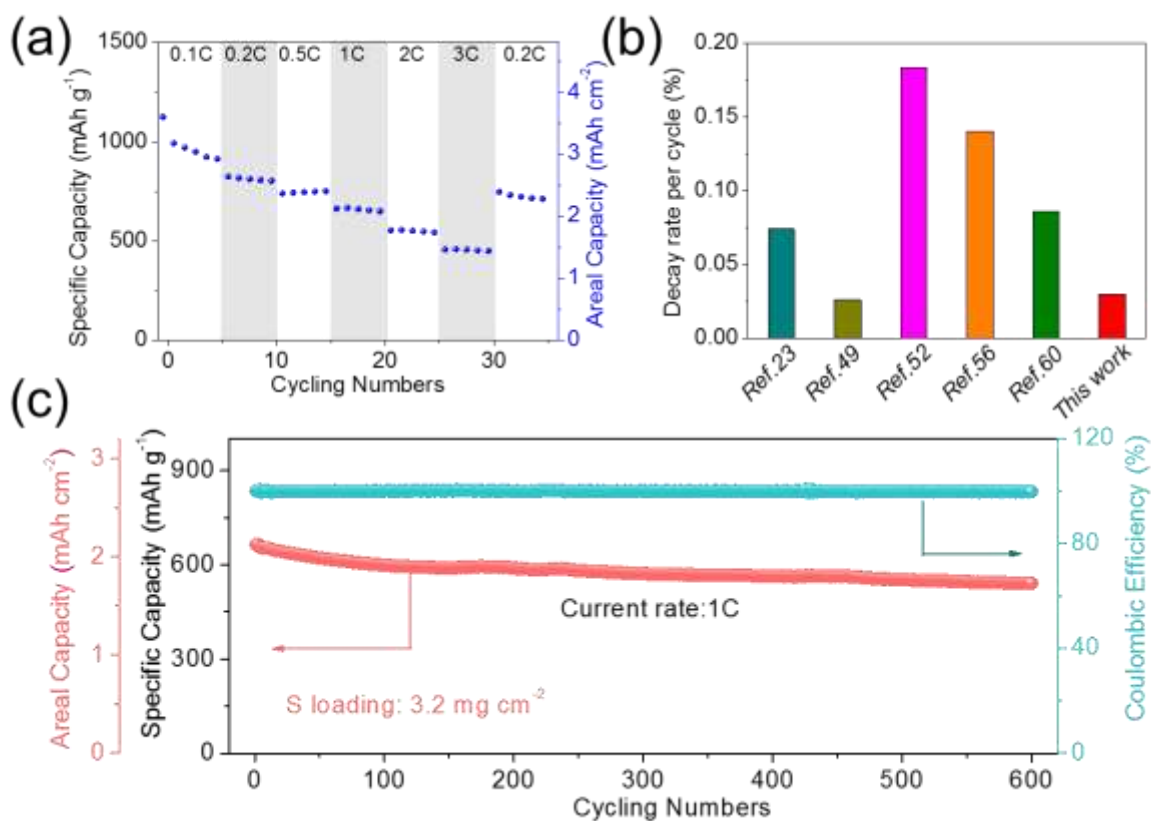 (a)
1500
1000
500
0
Specific Capacity (mAh g⁻¹)
0.1C 0.2C 0.5C 1C 2C 3C 0.2C
4
3
2
1
0
Areal Capacity (mAh cm⁻²)
0 10 20 30
Cycling Numbers
(b)
0.20
0.15
0.10
0.05
0.00
Decay rate per cycle (%)
Ref.23 Ref.49 Ref.52 Ref.56 Ref.60 This work
(c)
3
2
1
0
Areal Capacity (mAh cm⁻²)
900
600
300
0
Specific Capacity (mAh g⁻¹)
Current rate:1C
S loading: 3.2 mg cm⁻²
120
80
40
0
Coulombic Efficiency (%)
0 100 200 300 400 500 600
Cycling Numbers